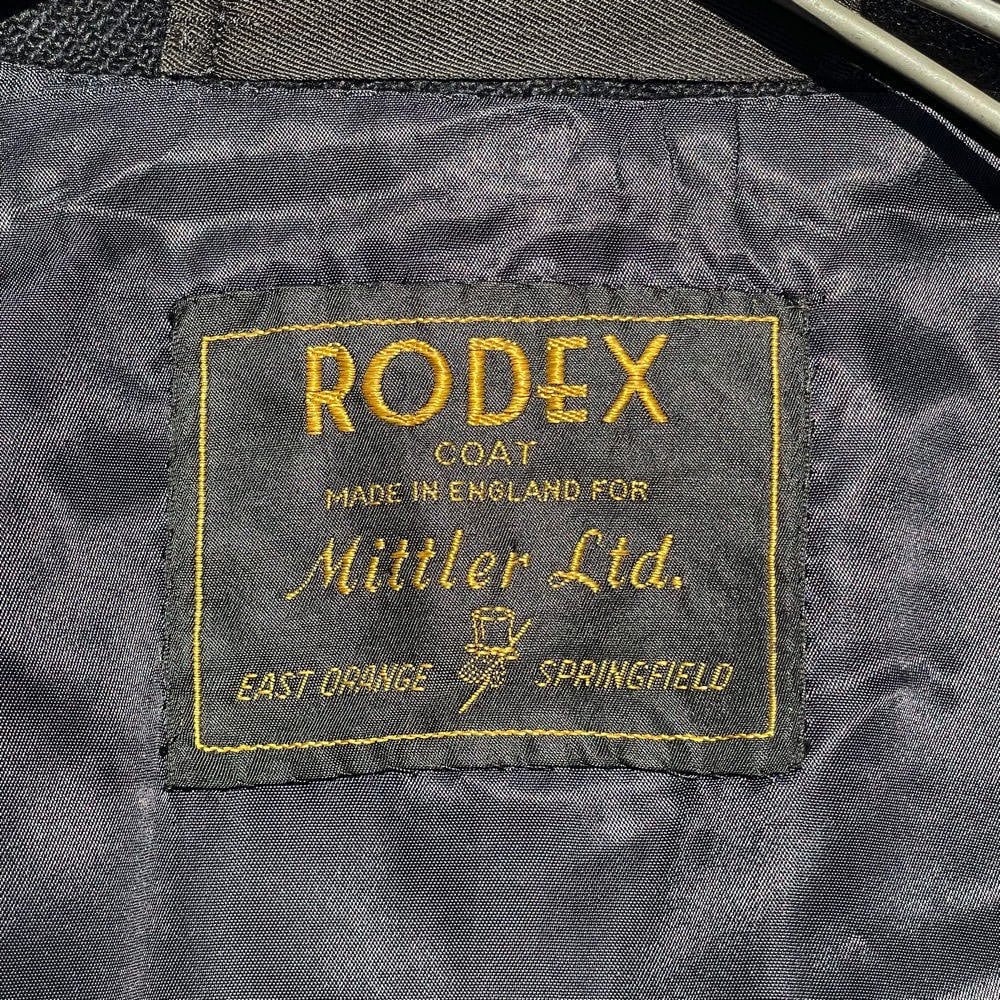 RODEX
COAT
MADE IN ENGLAND FOR
Mittler Ltd.
EAST ORANGE SPRINGFIELD